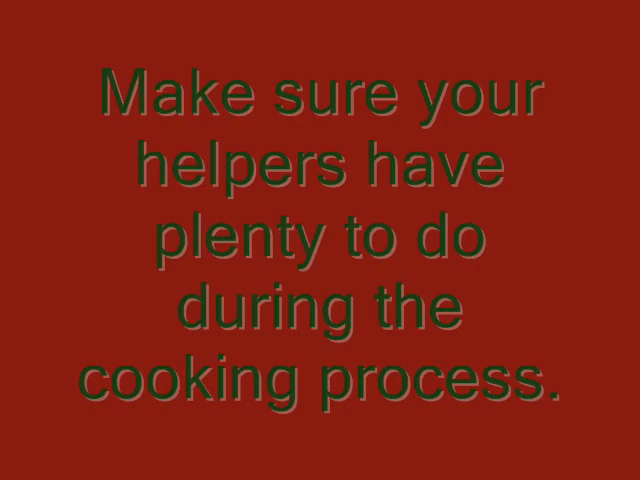 Make sure your
helpers have
plenty to do
during the
cooking process.